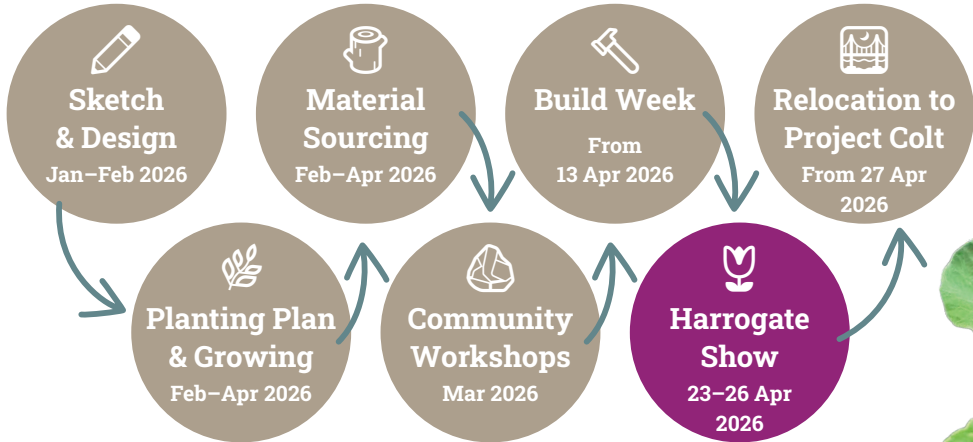 Sketch
& Design
Jan–Feb 2026
Planting Plan
& Growing
Feb–Apr 2026
Material
Sourcing
Feb–Apr 2026
Community
Workshops
Mar 2026
Build Week
From
13 Apr 2026
Harrogate
Show
23–26 Apr
2026
Relocation to
Project Colt
From 27 Apr
2026